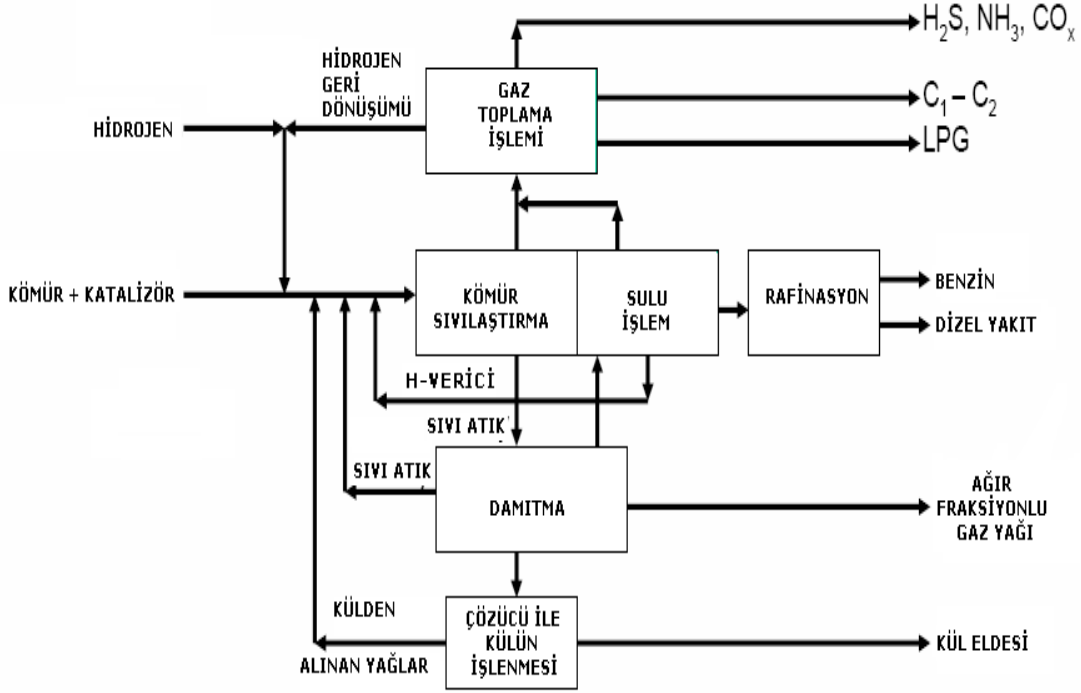 H₂S, NH₃, COₓ
HİDROJEN
GERİ
DÖNÜŞÜMÜ
GAZ
TOPLAMA
İŞLEMİ
C₁ – C₂
HİDROJEN
LPG
KÖMÜR + KATALİZÖR
KÖMÜR
SIVILAŞTIRMA
SULU
İŞLEM
RAFİNASYON
BENZİN
DİZEL YAKIT
H-VERİCİ
SIVI ATIK
SIVI ATIK
DAMITMA
AĞIR
FRAKSİYONLU
GAZ YAĞI
KÜLDEN
ALINAN YAĞLAR
ÇÖZÜCÜ İLE
KÜLÜN
İŞLENMESİ
KÜL ELDESİ